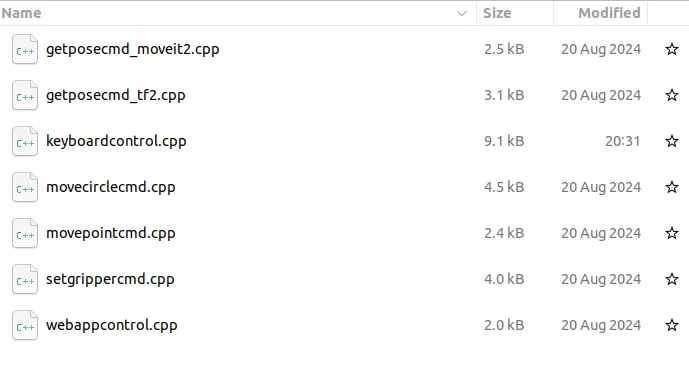 Name Size Modified
C++ getposecmd_moveit2.cpp 2.5 kB 20 Aug 2024
C++ getposecmd_tf2.cpp 3.1 kB 20 Aug 2024
C++ keyboardcontrol.cpp 9.1 kB 20:31
C++ movecirclecmd.cpp 4.5 kB 20 Aug 2024
C++ movepointcmd.cpp 2.4 kB 20 Aug 2024
C++ setgrippercmd.cpp 4.0 kB 20 Aug 2024
C++ webappcontrol.cpp 2.0 kB 20 Aug 2024